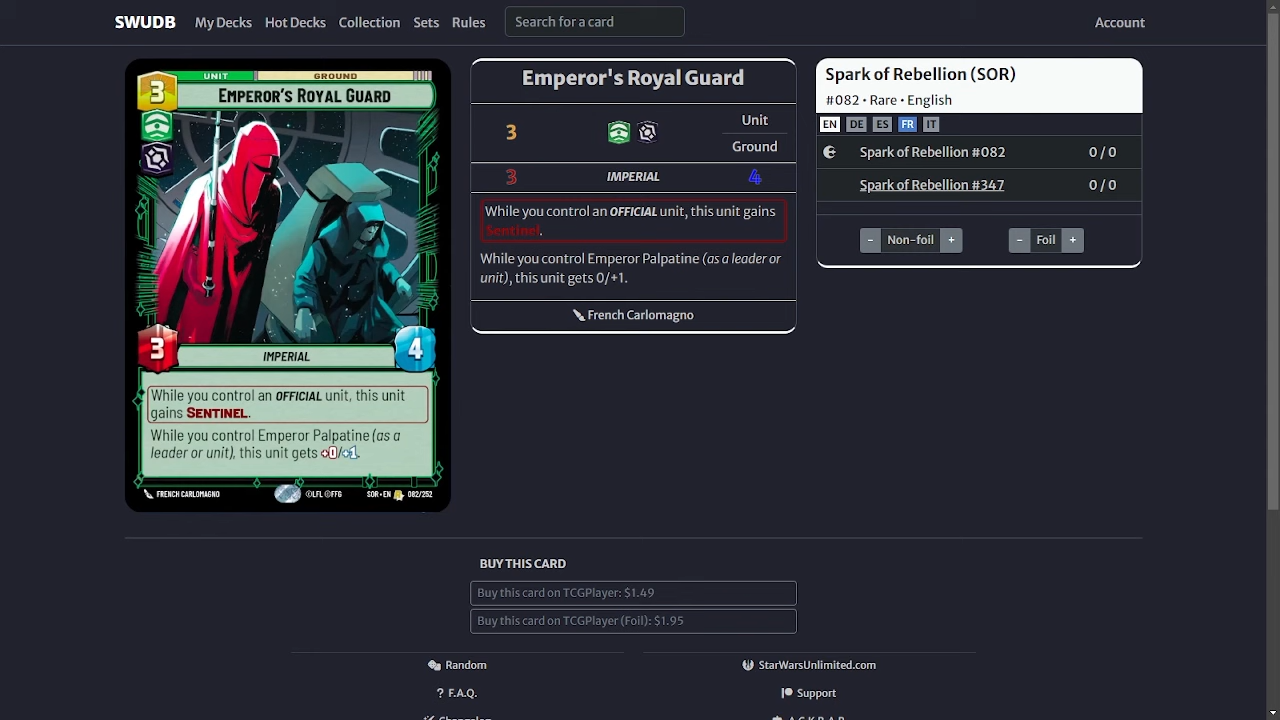 SWUDB My Decks Hot Decks Collection Sets Rules Search for a card Account
3
UNIT GROUND
EMPEROR'S ROYAL GUARD
3
IMPERIAL
4
While you control an OFFICIAL unit, this unit
gains SENTINEL.
While you control Emperor Palpatine (as a
leader or unit), this unit gets +0/+1.
FRENCH CARLOMAGNO ©LFL ©FFG SOR•EN 082/252
Emperor's Royal Guard
3
Unit
Ground
3 IMPERIAL 4
While you control an OFFICIAL unit, this unit gains
Sentinel.
While you control Emperor Palpatine (as a leader or
unit), this unit gets 0/+1.
French Carlomagno
Spark of Rebellion (SOR)
#082 • Rare • English
EN DE ES FR IT
Spark of Rebellion #082 0 / 0
Spark of Rebellion #347 0 / 0
- Non-foil + - Foil +
BUY THIS CARD
Buy this card on TCGPlayer: $1.49
Buy this card on TCGPlayer (Foil): $1.95
Random
? F.A.Q.
Changelog
StarWarsUnlimited.com
Support
A.C.K.B.A.R.